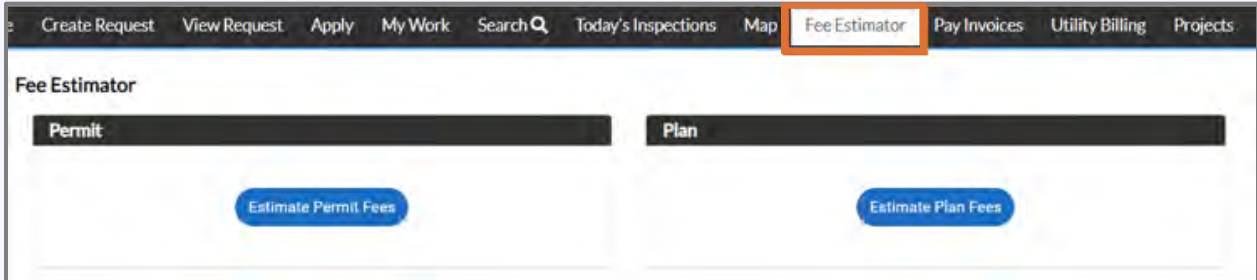 Create Request View Request Apply My Work Search Today's Inspections Map Fee Estimator Pay Invoices Utility Billing Projects
Fee Estimator
Permit Plan
Estimate Permit Fees Estimate Plan Fees